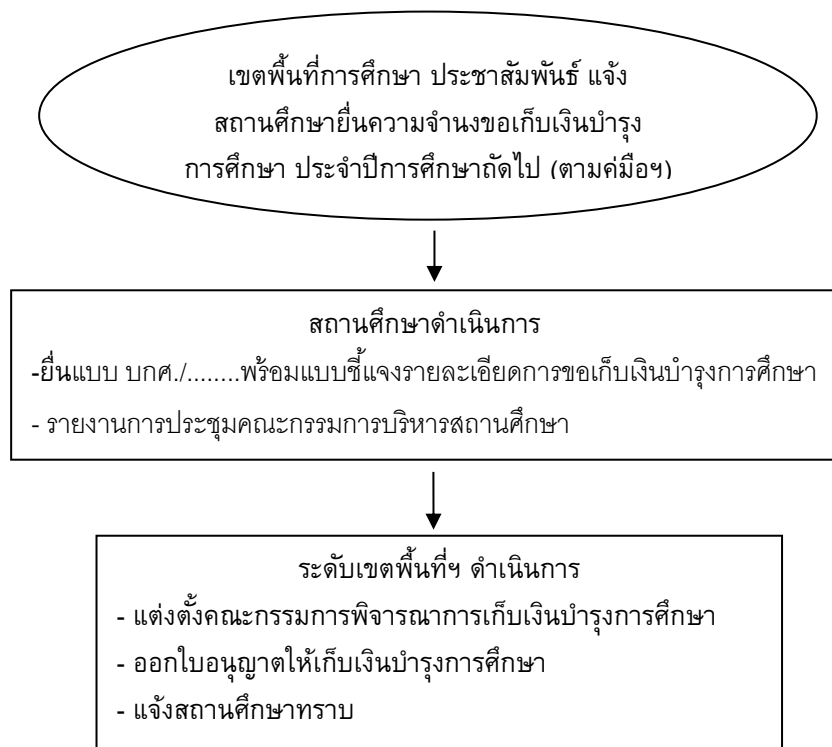 เขตพื้นที่การศึกษา ประชาสัมพันธ์ แจ้ง
สถานศึกษายื่นความจำนงขอเก็บเงินบำรุง
การศึกษา ประจำปีการศึกษาถัดไป (ตามคู่มือฯ)
สถานศึกษาดำเนินการ
-ยื่นแบบ บกศ./........พร้อมแบบชี้แจงรายละเอียดการขอเก็บเงินบำรุงการศึกษา
- รายงานการประชุมคณะกรรมการบริหารสถานศึกษา
ระดับเขตพื้นที่ฯ ดำเนินการ
- แต่งตั้งคณะกรรมการพิจารณาการเก็บเงินบำรุงการศึกษา
- ออกใบอนุญาตให้เก็บเงินบำรุงการศึกษา
- แจ้งสถานศึกษาทราบ